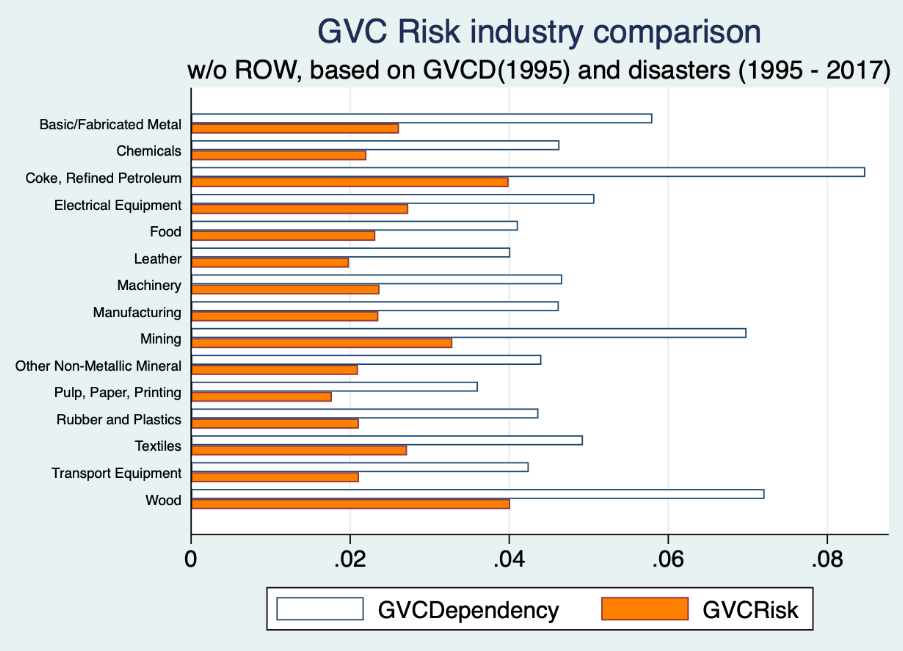 GVC Risk industry comparison
w/o ROW, based on GVCD(1995) and disasters (1995 - 2017)
Basic/Fabricated Metal
Chemicals
Coke, Refined Petroleum
Electrical Equipment
Food
Leather
Machinery
Manufacturing
Mining
Other Non-Metallic Mineral
Pulp, Paper, Printing
Rubber and Plastics
Textiles
Transport Equipment
Wood
0 .02 .04 .06 .08
GVCDependency GVCRisk